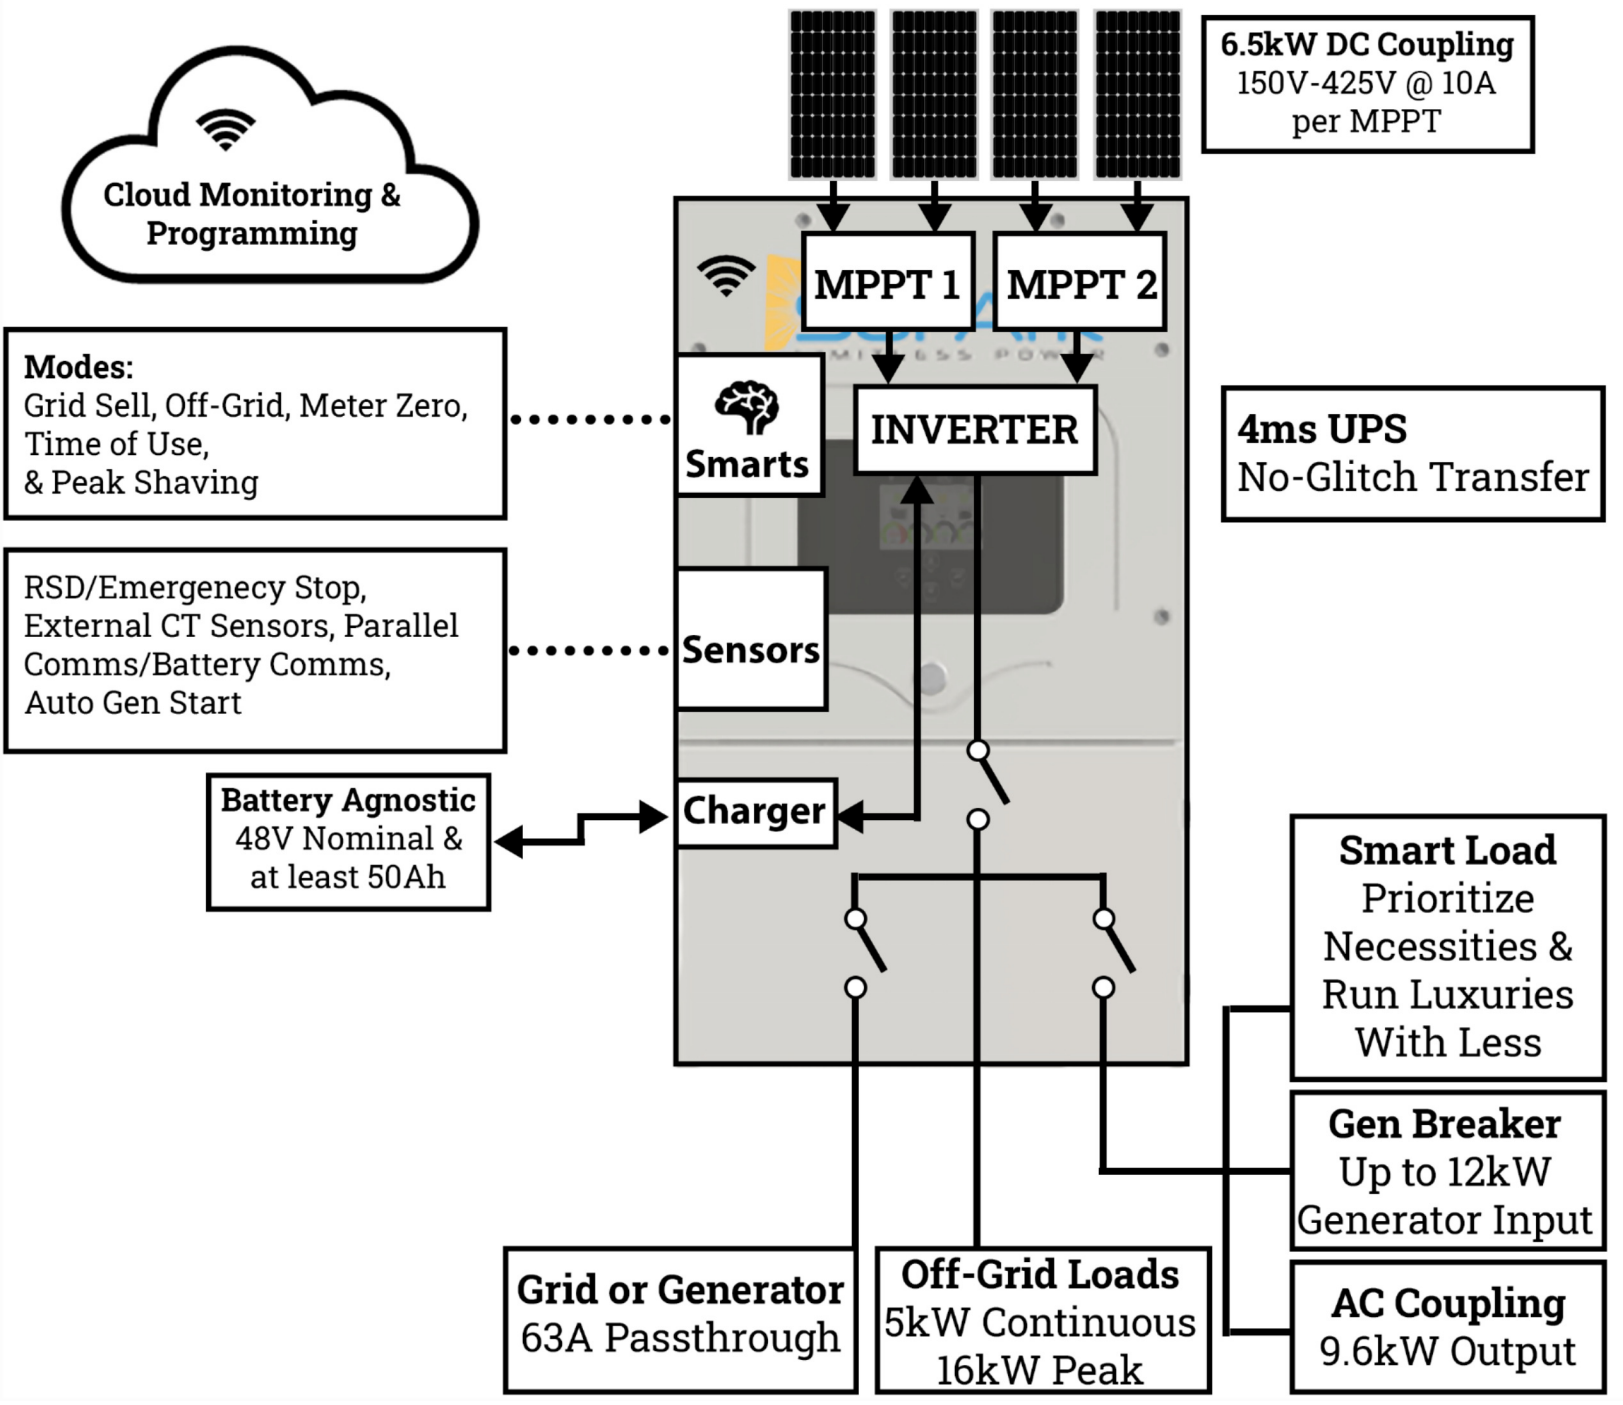 6.5kW DC Coupling
150V-425V @ 10A
per MPPT
Cloud Monitoring &
Programming
MPPT 1
MPPT 2
Modes:
Grid Sell, Off-Grid, Meter Zero,
Time of Use,
& Peak Shaving
Smarts
INVERTER
4ms UPS
No-Glitch Transfer
RSD/Emergenecy Stop,
External CT Sensors, Parallel
Comms/Battery Comms,
Auto Gen Start
Sensors
Battery Agnostic
48V Nominal &
at least 50Ah
Charger
Smart Load
Prioritize
Necessities &
Run Luxuries
With Less
Gen Breaker
Up to 12kW
Generator Input
Grid or Generator
63A Passthrough
Off-Grid Loads
5kW Continuous
16kW Peak
AC Coupling
9.6kW Output